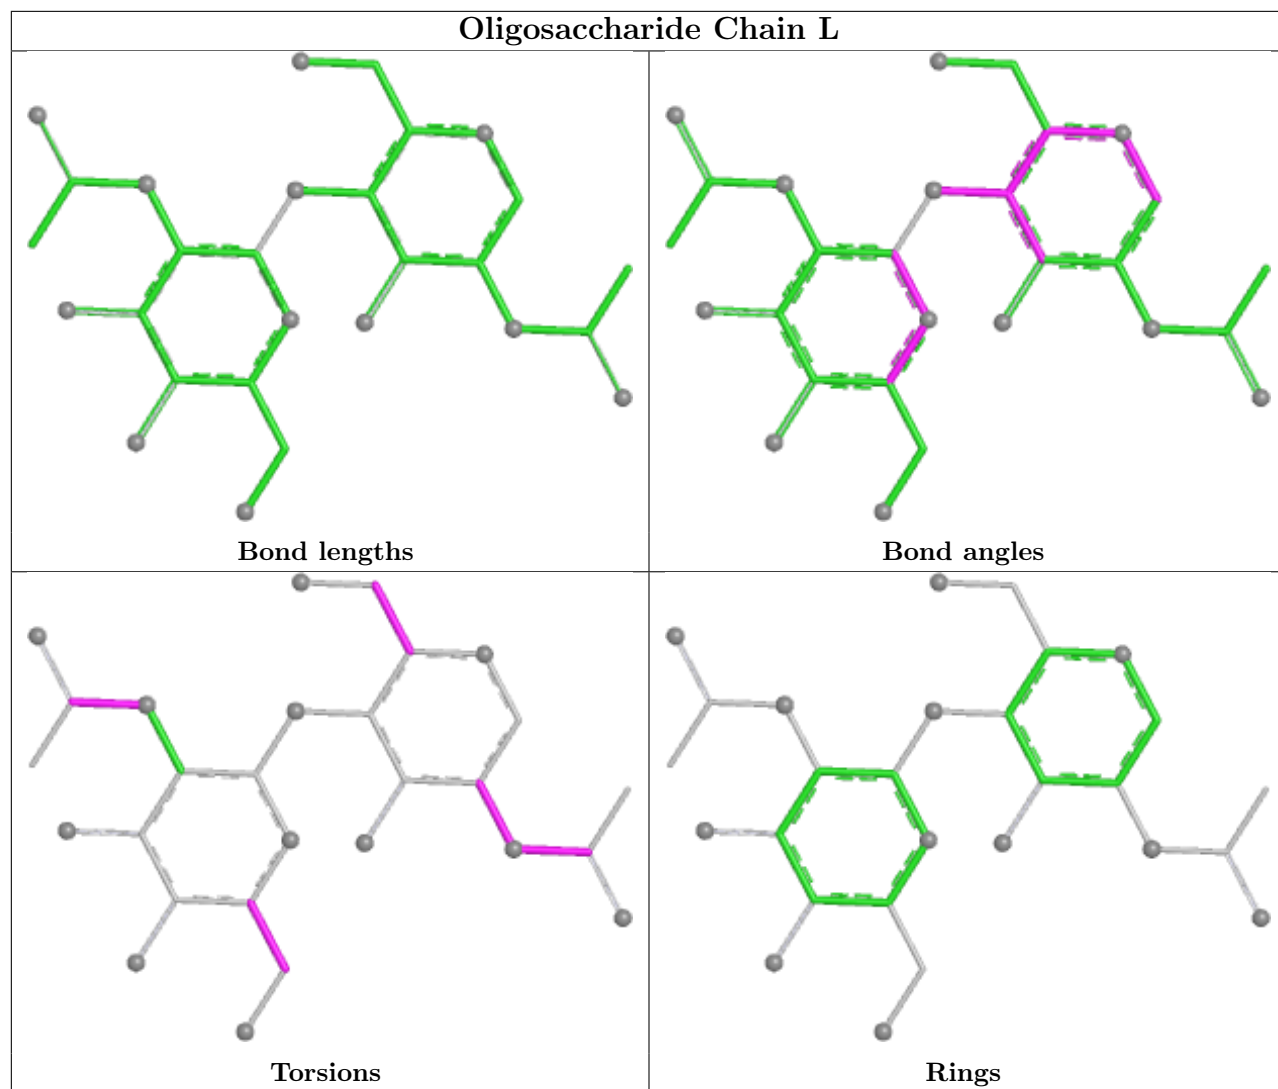 Oligosaccharide Chain L
Bond lengths
Bond angles
Torsions
Rings